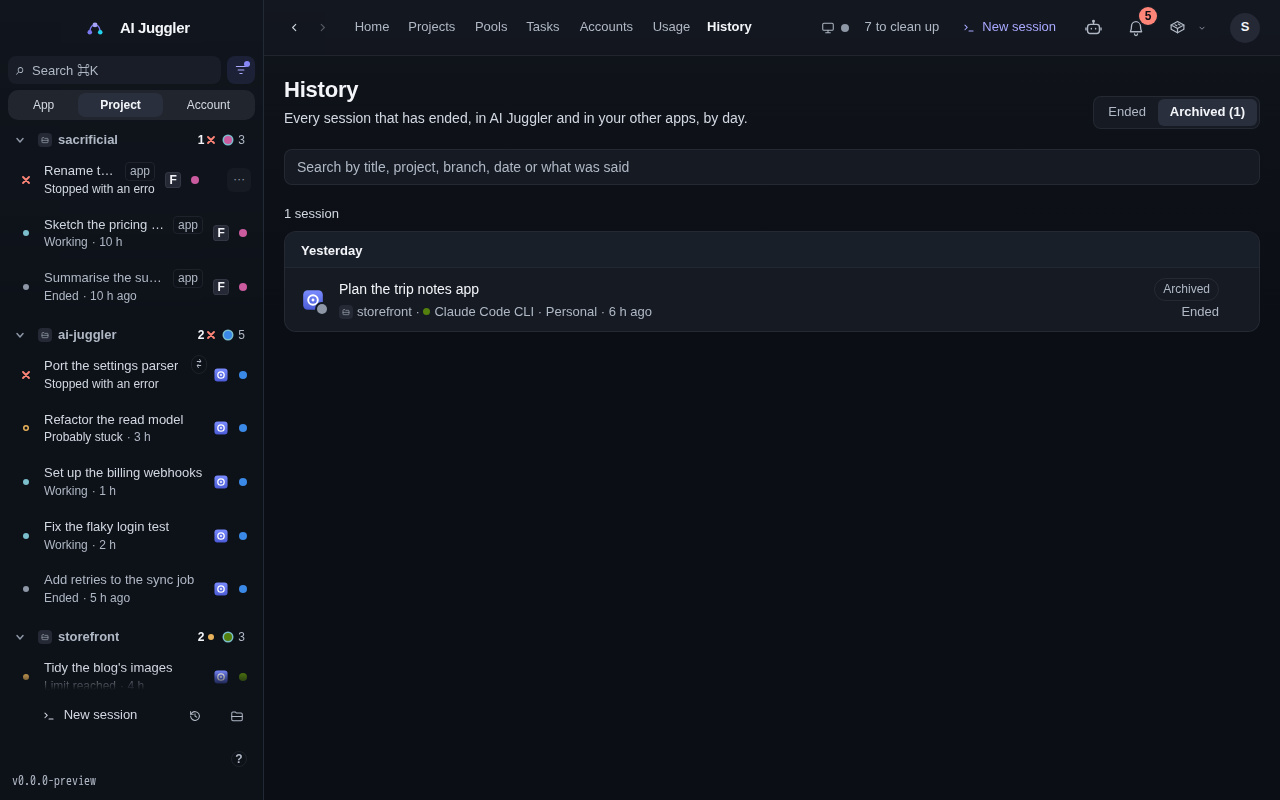 AI Juggler
Search ⌘K
App Project Account
sacrificial 1 3
Rename t… app F
Stopped with an erro
Sketch the pricing … app F
Working · 10 h
Summarise the su… app F
Ended · 10 h ago
ai-juggler 2 5
Port the settings parser
Stopped with an error
Refactor the read model
Probably stuck · 3 h
Set up the billing webhooks
Working · 1 h
Fix the flaky login test
Working · 2 h
Add retries to the sync job
Ended · 5 h ago
storefront 2 3
Tidy the blog's images
Limit reached · 4 h
New session
?
v0.0.0-preview
Home Projects Pools Tasks Accounts Usage History
7 to clean up New session 5 S
History
Every session that has ended, in AI Juggler and in your other apps, by day.
Ended Archived (1)
Search by title, project, branch, date or what was said
1 session
Yesterday
Plan the trip notes app Archived
storefront · Claude Code CLI · Personal · 6 h ago Ended